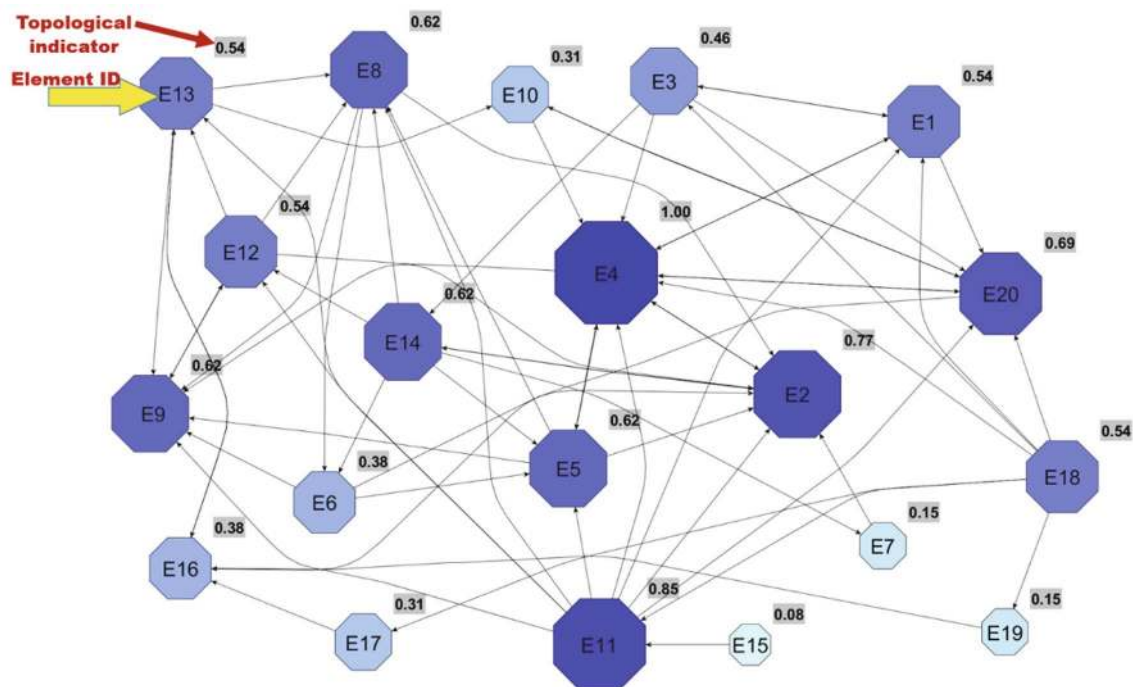 Topological
indicator
0.54
Element ID
E13
0.62
E8
0.31
E10
0.46
E3
0.54
E1
0.54
E12
1.00
E4
0.69
E20
0.62
E14
0.77
E2
0.62
E9
0.62
E5
0.54
E18
0.38
E6
0.15
E7
0.38
E16
0.31
E17
0.85
E11
0.08
E15
0.15
E19